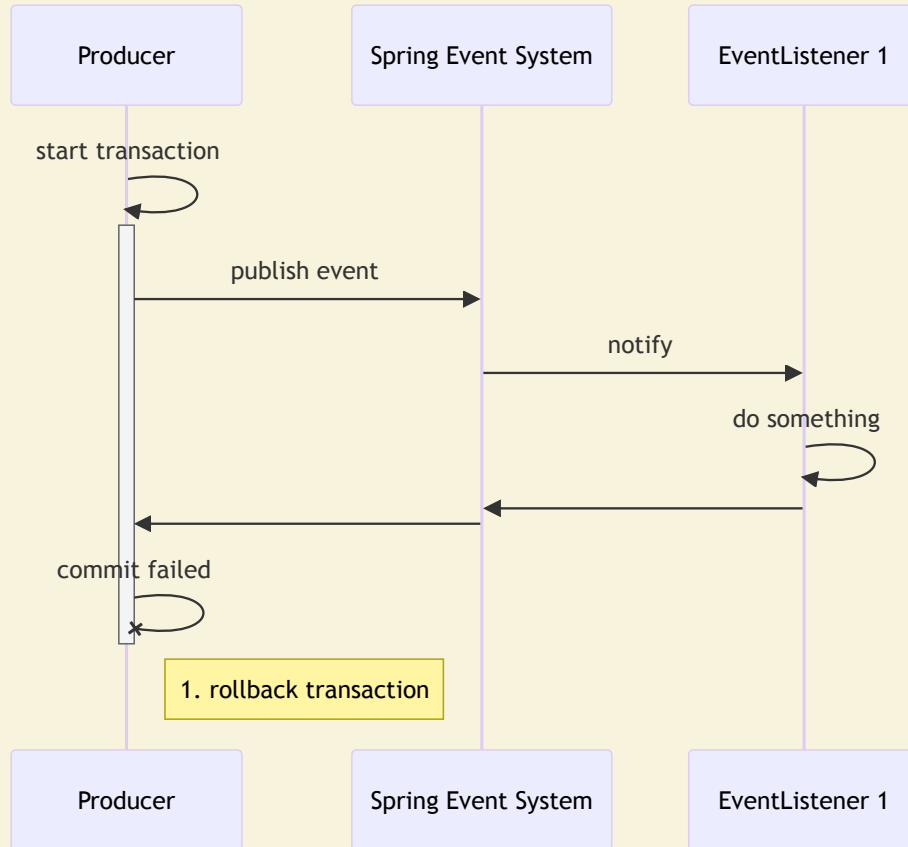 Producer
Spring Event System
EventListener 1
start transaction
publish event
notify
do something
commit failed
1. rollback transaction
Producer
Spring Event System
EventListener 1